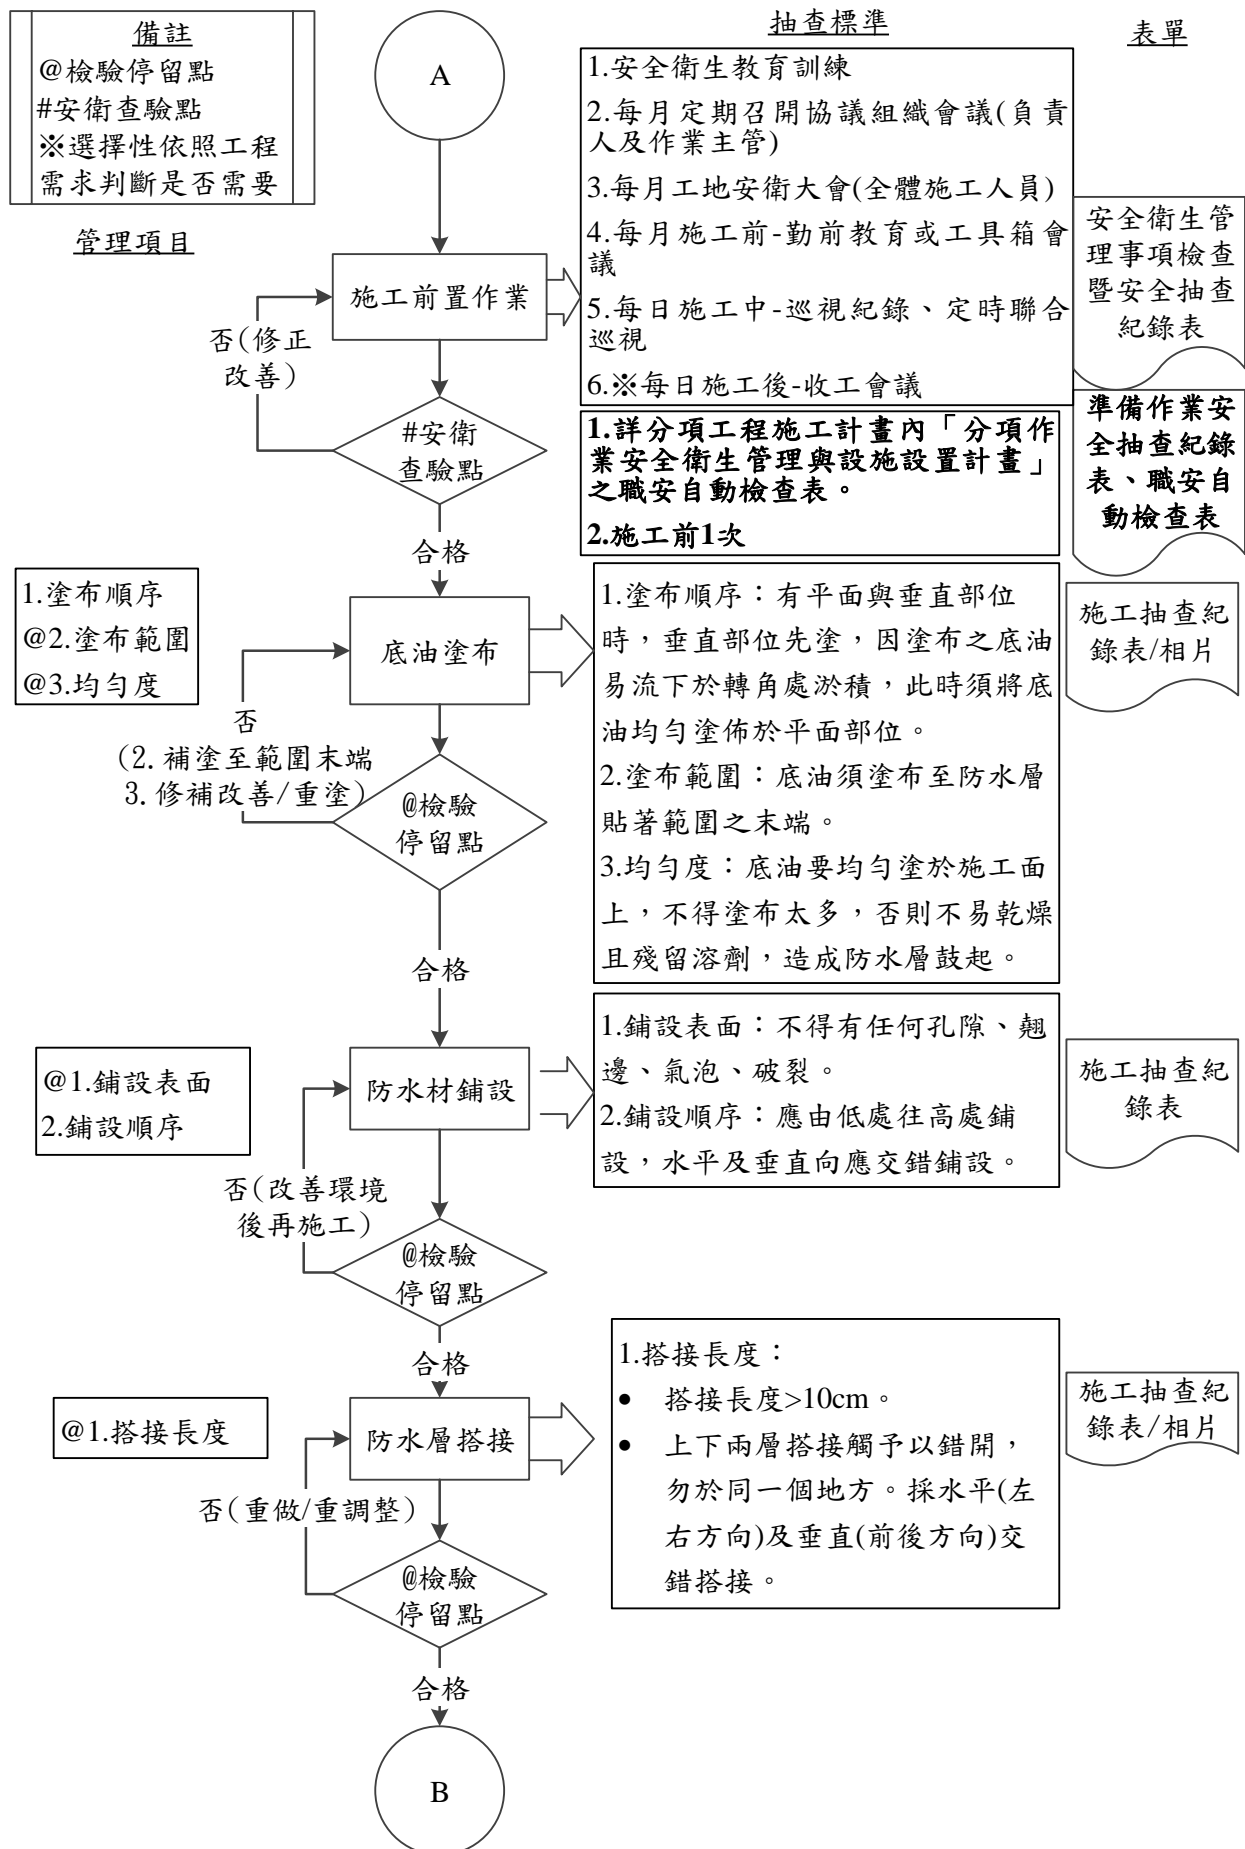 備註
@檢驗停留點
#安衛查驗點
※選擇性依照工程
需求判斷是否需要
A
抽查標準
表單
管理項目
1.安全衛生教育訓練
2.每月定期召開協議組織會議(負責
人及作業主管)
3.每月工地安衛大會(全體施工人員)
4.每月施工前-勤前教育或工具箱會
議
5.每日施工中-巡視紀錄、定時聯合
巡視
6.※每日施工後-收工會議
安全衛生管
理事項檢查
暨安全抽查
紀錄表
施工前置作業
否(修正
改善)
#安衛
查驗點
1.詳分項工程施工計畫內「分項作
業安全衛生管理與設施設置計畫」
之職安自動檢查表。
2.施工前1次
準備作業安
全抽查紀錄
表、職安自
動檢查表
合格
1.塗布順序
@2.塗布範圍
@3.均勻度
底油塗布
1.塗布順序：有平面與垂直部位
時，垂直部位先塗，因塗布之底油
易流下於轉角處淤積，此時須將底
油均勻塗佈於平面部位。
2.塗布範圍：底油須塗布至防水層
貼著範圍之末端。
3.均勻度：底油要均勻塗於施工面
上，不得塗布太多，否則不易乾燥
且殘留溶劑，造成防水層鼓起。
施工抽查紀
錄表/相片
否
(2.補塗至範圍末端
3.修補改善/重塗)
@檢驗
停留點
合格
@1.鋪設表面
2.鋪設順序
防水材鋪設
1.鋪設表面：不得有任何孔隙、翹
邊、氣泡、破裂。
2.鋪設順序：應由低處往高處鋪
設，水平及垂直向應交錯鋪設。
施工抽查紀
錄表
否(改善環境
後再施工)
@檢驗
停留點
合格
@1.搭接長度
防水層搭接
1.搭接長度：
• 搭接長度>10cm。
• 上下兩層搭接觸予以錯開，
勿於同一個地方。採水平(左
右方向)及垂直(前後方向)交
錯搭接。
施工抽查紀
錄表/相片
否(重做/重調整)
@檢驗
停留點
合格
B